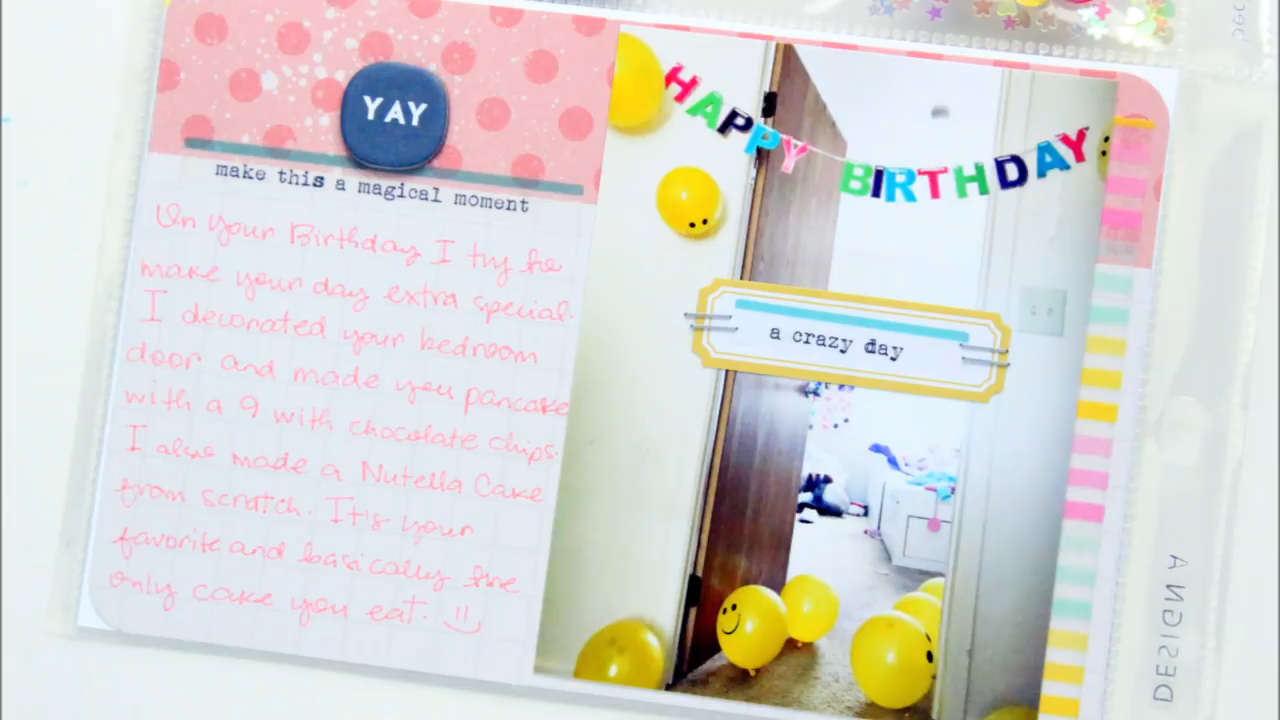 YAY
make this a magical moment
On your Birthday I try to
make your day extra special.
I decorated your bedroom
door and made you pancake
with a 9 with chocolate chips.
I also made a Nutella Cake
from scratch. It's your
favorite and basically the
only cake you eat. =)
HAPPY BIRTHDAY
a crazy day
DESIGN A